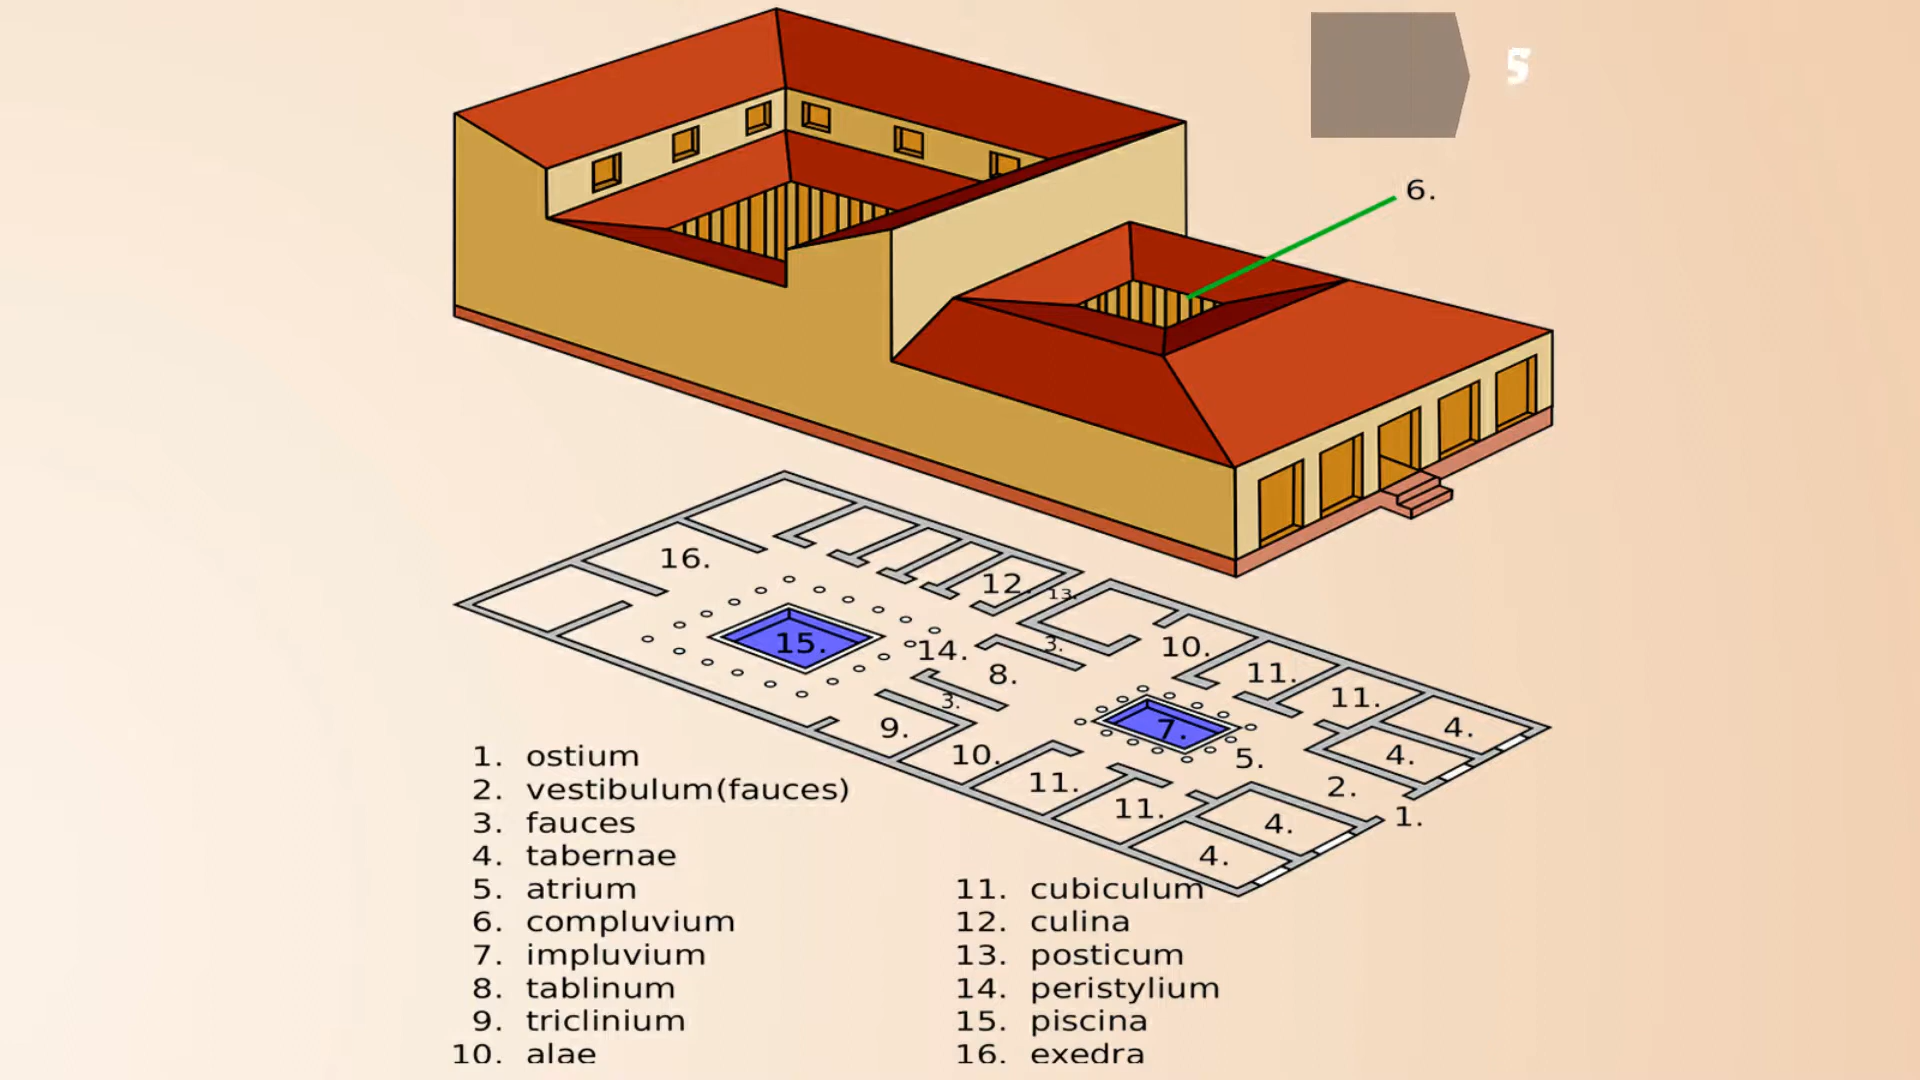 5
6.
16.
12.
13.
15.
14.
3.
10.
8.
11.
3.
11.
9.
7.
4.
10.
5.
4.
11.
2.
11.
4.
1.
4.
1. ostium
2. vestibulum(fauces)
3. fauces
4. tabernae
5. atrium
6. compluvium
7. impluvium
8. tablinum
9. triclinium
10. alae
11. cubiculum
12. culina
13. posticum
14. peristylium
15. piscina
16. exedra